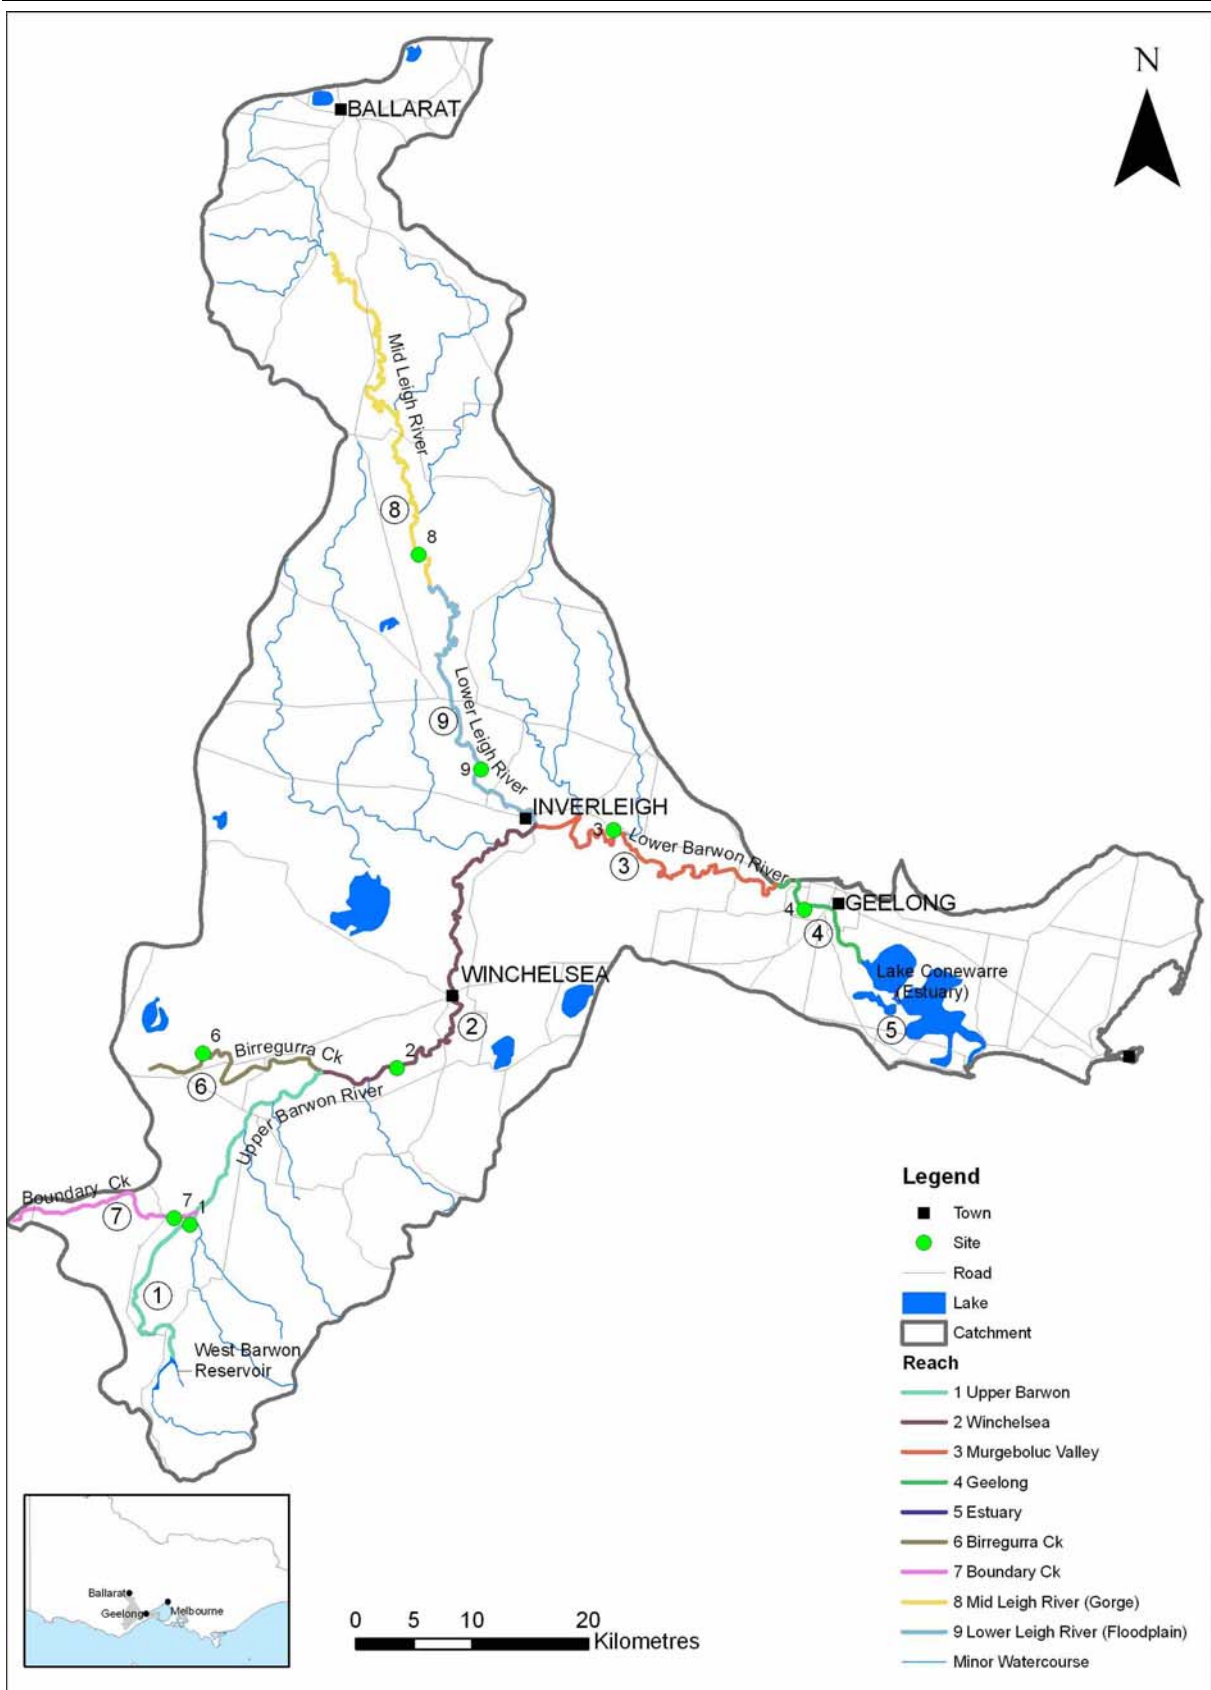 N
BALLARAT
Mid Leigh River
8
8
Lower Leigh River
9
9
INVERLEIGH
3
Lower Barwon River
3
GEELONG
4
4
Lake Conewarre
(Estuary)
5
WINCHELSEA
2
2
6
Birregurra Ck
6
Upper Barwon River
Boundary Ck
7
7
1
1
West Barwon
Reservoir
Legend
Town
Site
Road
Lake
Catchment
Reach
1 Upper Barwon
2 Winchelsea
3 Murgeboluc Valley
4 Geelong
5 Estuary
6 Birregurra Ck
7 Boundary Ck
8 Mid Leigh River (Gorge)
9 Lower Leigh River (Floodplain)
Minor Watercourse
Ballarat
Geelong
Melbourne
0 5 10 20
Kilometres